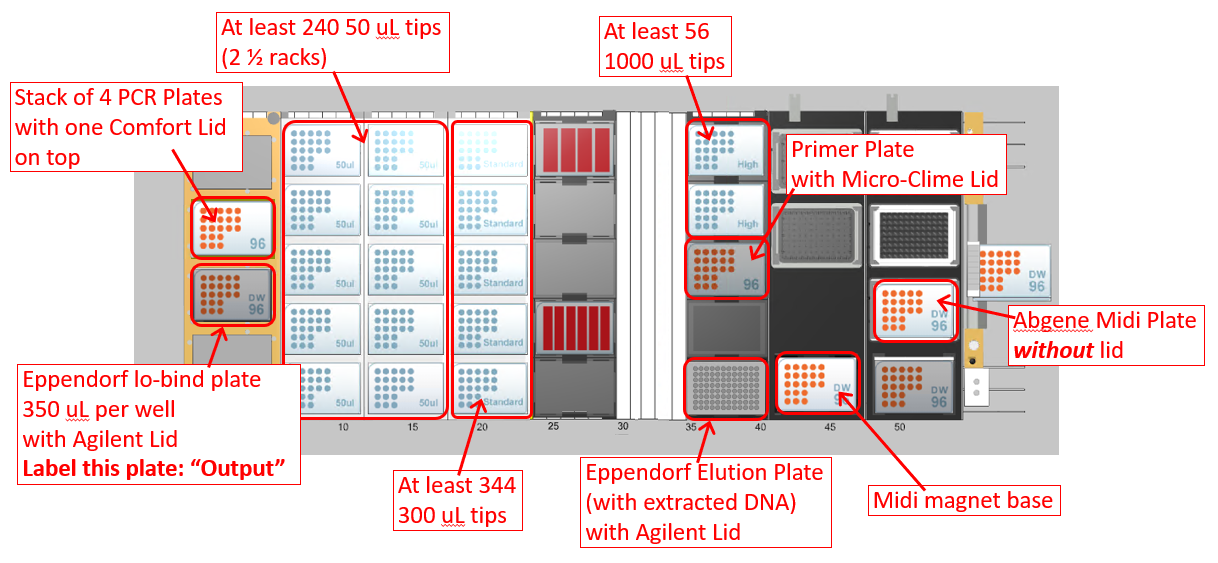 At least 240 50 uL tips
(2 ½ racks)
At least 56
1000 uL tips
Stack of 4 PCR Plates
with one Comfort Lid
on top
Primer Plate
with Micro-Clime Lid
50ul
50ul
Standard
High
50ul
50ul
Standard
High
96
50ul
50ul
Standard
96
DW
96
DW
96
50ul
50ul
Standard
DW
96
Abgene Midi Plate
without lid
Eppendorf lo-bind plate
350 uL per well
with Agilent Lid
Label this plate: “Output”
50ul
50ul
Standard
DW
96
DW
96
10
15
20
25
30
35
40
45
50
At least 344
300 uL tips
Eppendorf Elution Plate
(with extracted DNA)
with Agilent Lid
Midi magnet base